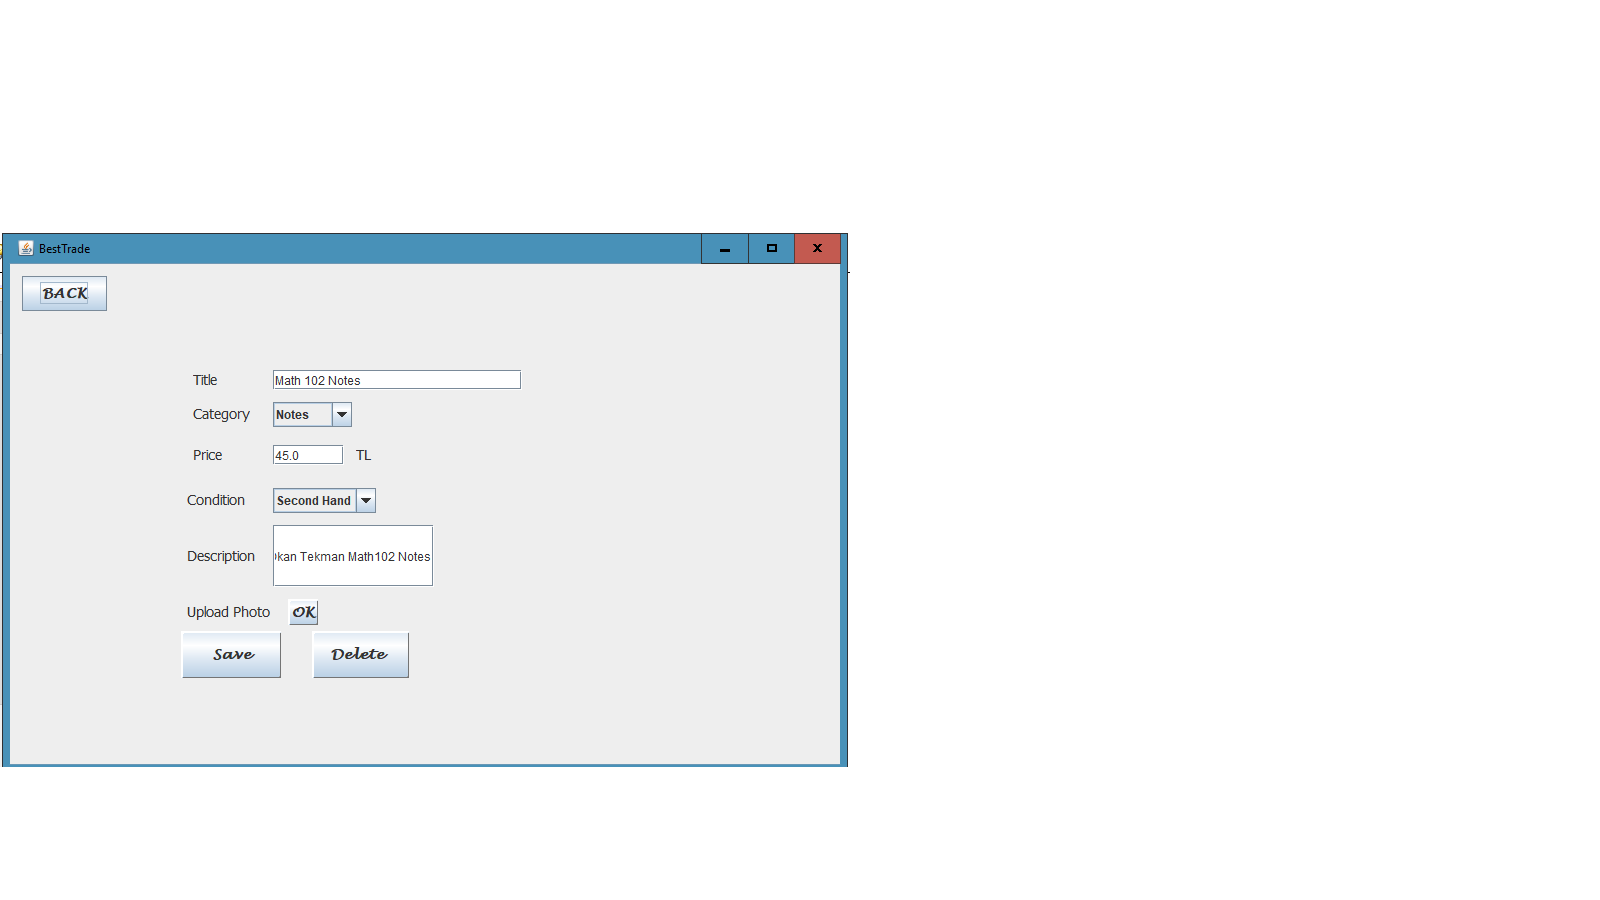 BestTrade
BACK
Title Math 102 Notes
Category Notes
Price 45.0 TL
Condition Second Hand
Description kan Tekman Math102 Notes
Upload Photo OK
Save Delete